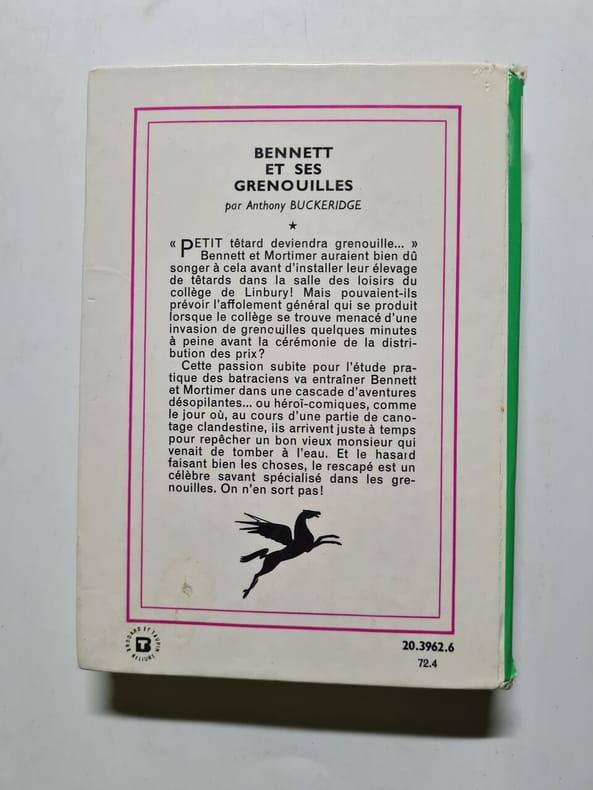 BENNETT
ET SES
GRENOUILLES
par Anthony BUCKERIDGE
★
« PETIT têtard deviendra grenouille... »
Bennett et Mortimer auraient bien dû
songer à cela avant d'installer leur élevage
de têtards dans la salle des loisirs du
collège de Linbury! Mais pouvaient-ils
prévoir l'affolement général qui se produit
lorsque le collège se trouve menacé d'une
invasion de grenouilles quelques minutes
à peine avant la cérémonie de la distri-
bution des prix?
Cette passion subite pour l'étude pra-
tique des batraciens va entraîner Bennett
et Mortimer dans une cascade d'aventures
désopilantes... ou héroï-comiques, comme
le jour où, au cours d'une partie de cano-
tage clandestine, ils arrivent juste à temps
pour repêcher un bon vieux monsieur qui
venait de tomber à l'eau. Et le hasard
faisant bien les choses, le rescapé est un
célèbre savant spécialisé dans les gre-
nouilles. On n'en sort pas!
BRODARD ET TAUPIN
RELIURE
20.3962.6
72.4